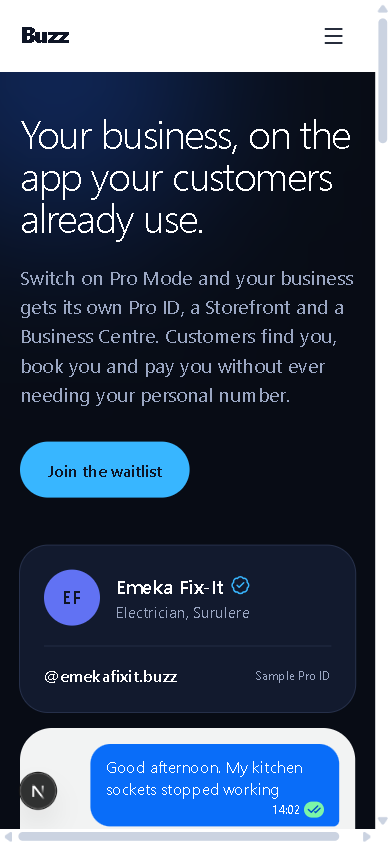 Buzz
Your business, on the
app your customers
already use.
Switch on Pro Mode and your business
gets its own Pro ID, a Storefront and a
Business Centre. Customers find you,
book you and pay you without ever
needing your personal number.
Join the waitlist
EF
Emeka Fix-It
Electrician, Surulere
@emekafixit.buzz
Sample Pro ID
Good afternoon. My kitchen
sockets stopped working
14:02
N